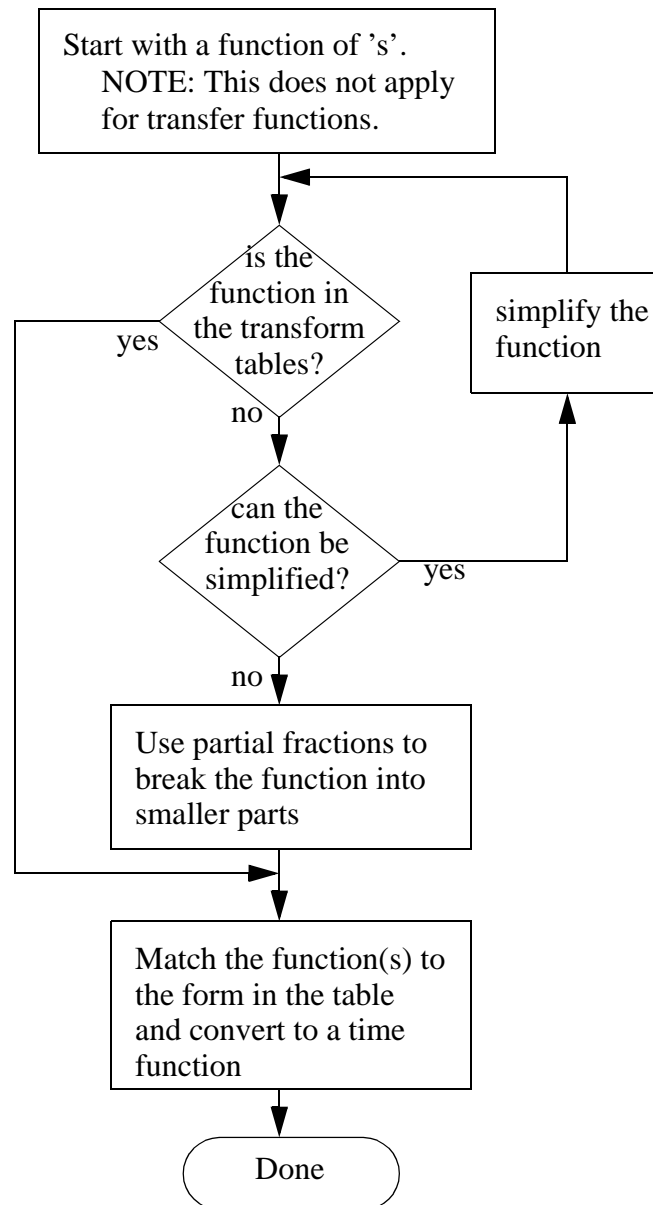 Start with a function of ’s’.
NOTE: This does not apply
for transfer functions.
is the
function in
the transform
tables?
yes
simplify the
function
no
can the
function be
simplified?
yes
no
Use partial fractions to
break the function into
smaller parts
Match the function(s) to
the form in the table
and convert to a time
function
Done